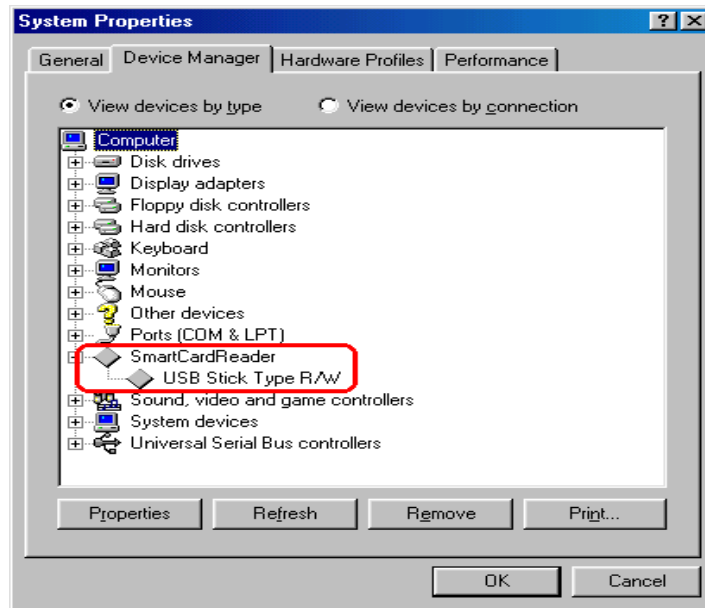 System Properties
General Device Manager Hardware Profiles Performance
View devices by type View devices by connection
Computer
Disk drives
Display adapters
Floppy disk controllers
Hard disk controllers
Keyboard
Monitors
Mouse
Other devices
Ports (COM & LPT)
SmartCardReader
USB Stick Type R/W
Sound, video and game controllers
System devices
Universal Serial Bus controllers
Properties Refresh Remove Print...
OK Cancel